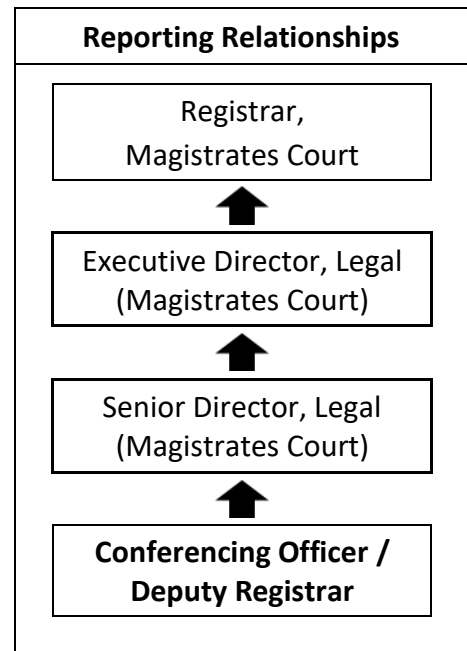 Reporting Relationships
Registrar,
Magistrates Court
Executive Director, Legal
(Magistrates Court)
Senior Director, Legal
(Magistrates Court)
Conferencing Officer /
Deputy Registrar